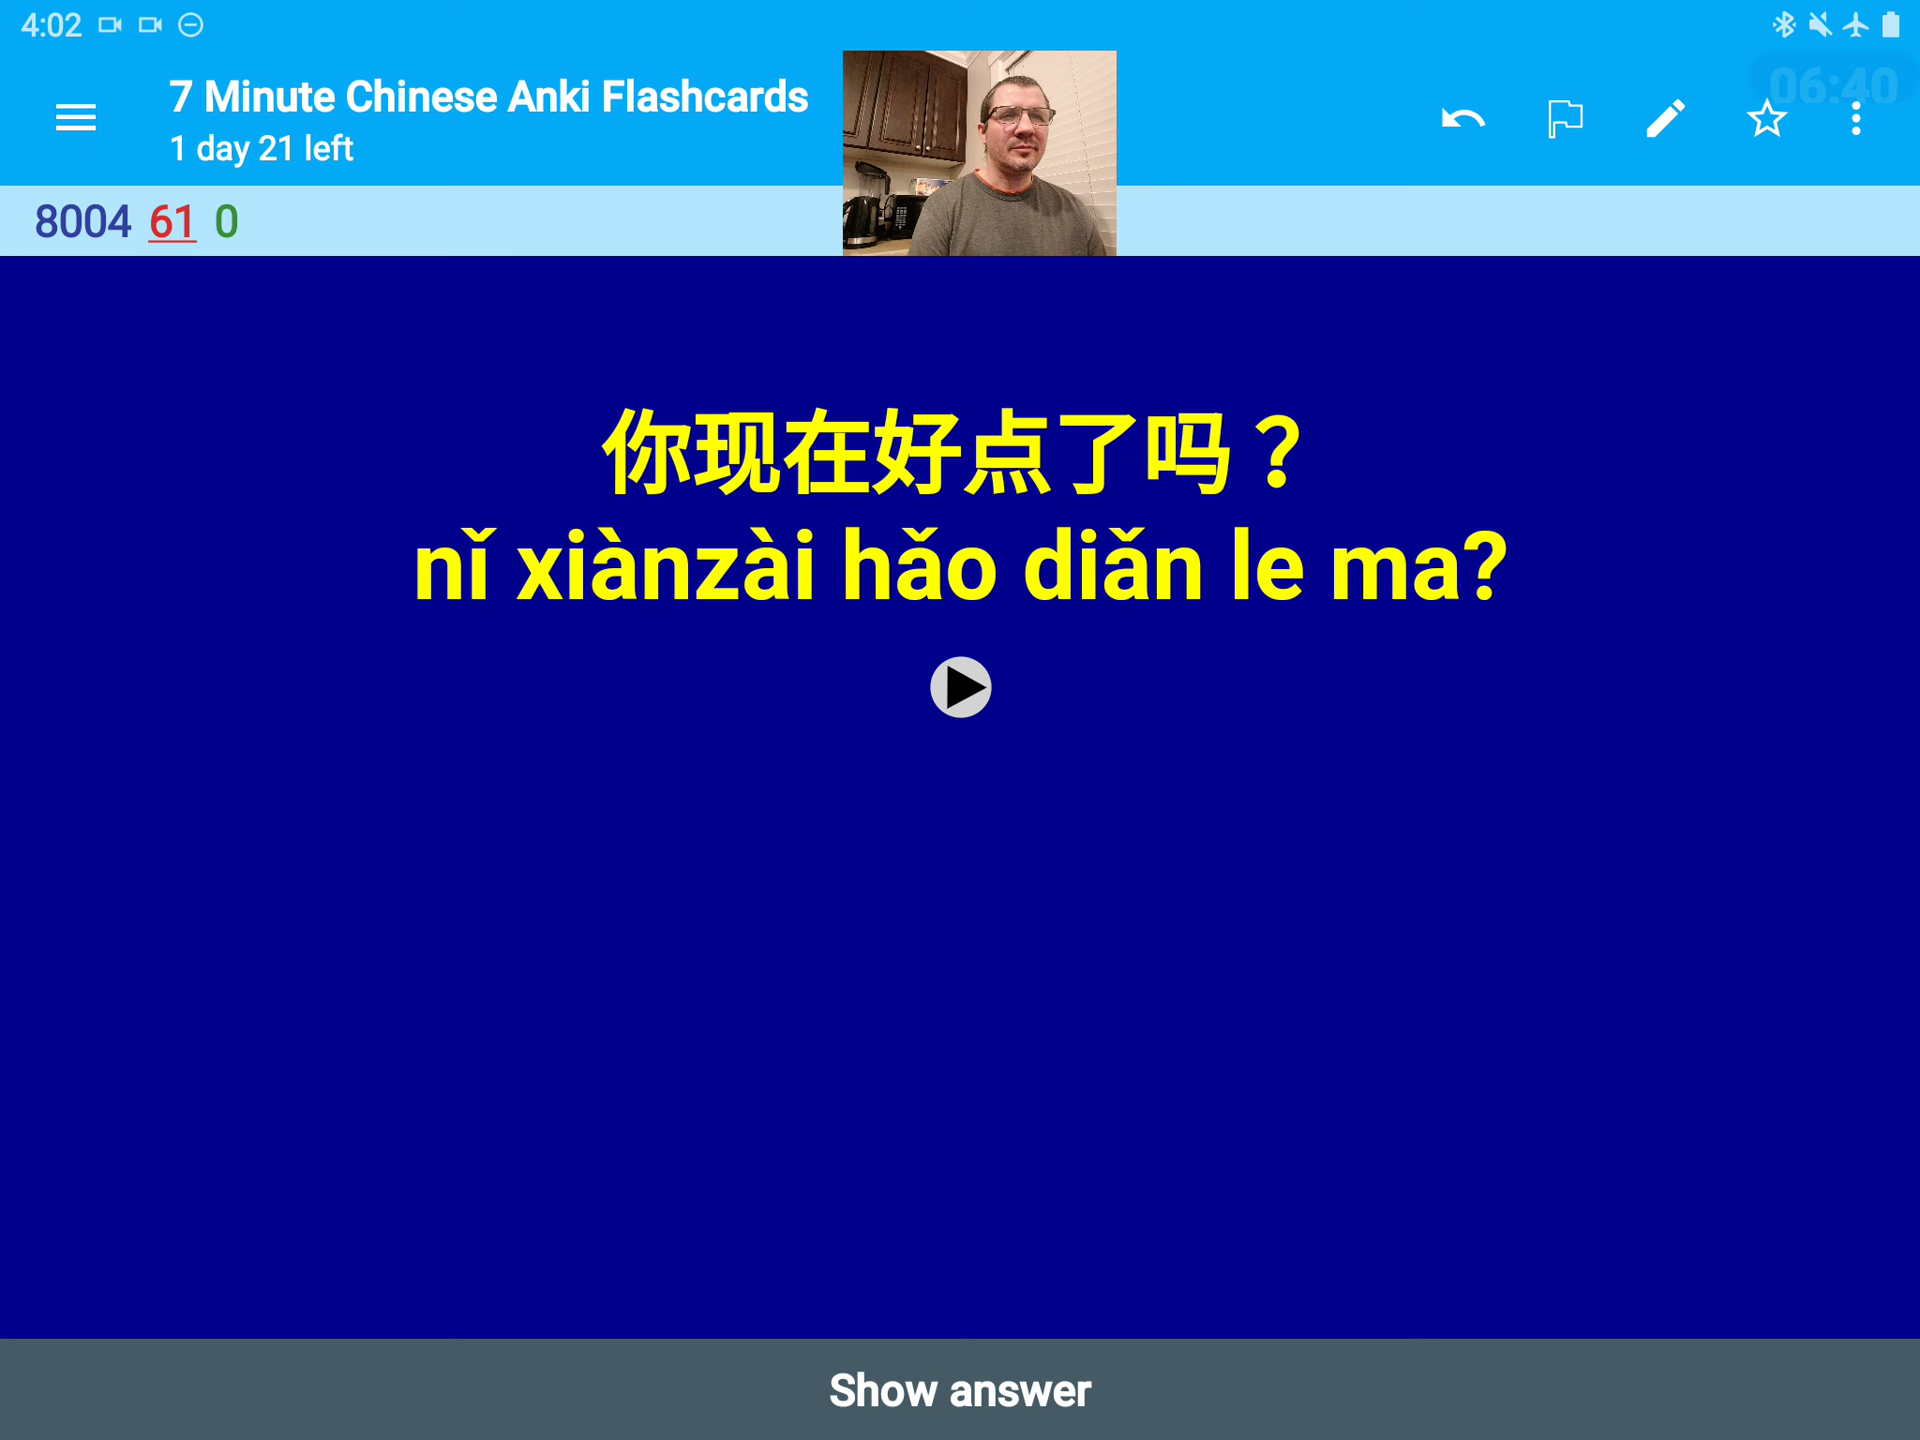 4:02
06:40
7 Minute Chinese Anki Flashcards
1 day 21 left
8004 61 0
你现在好点了吗？
nǐ xiànzài hǎo diǎn le ma?
Show answer